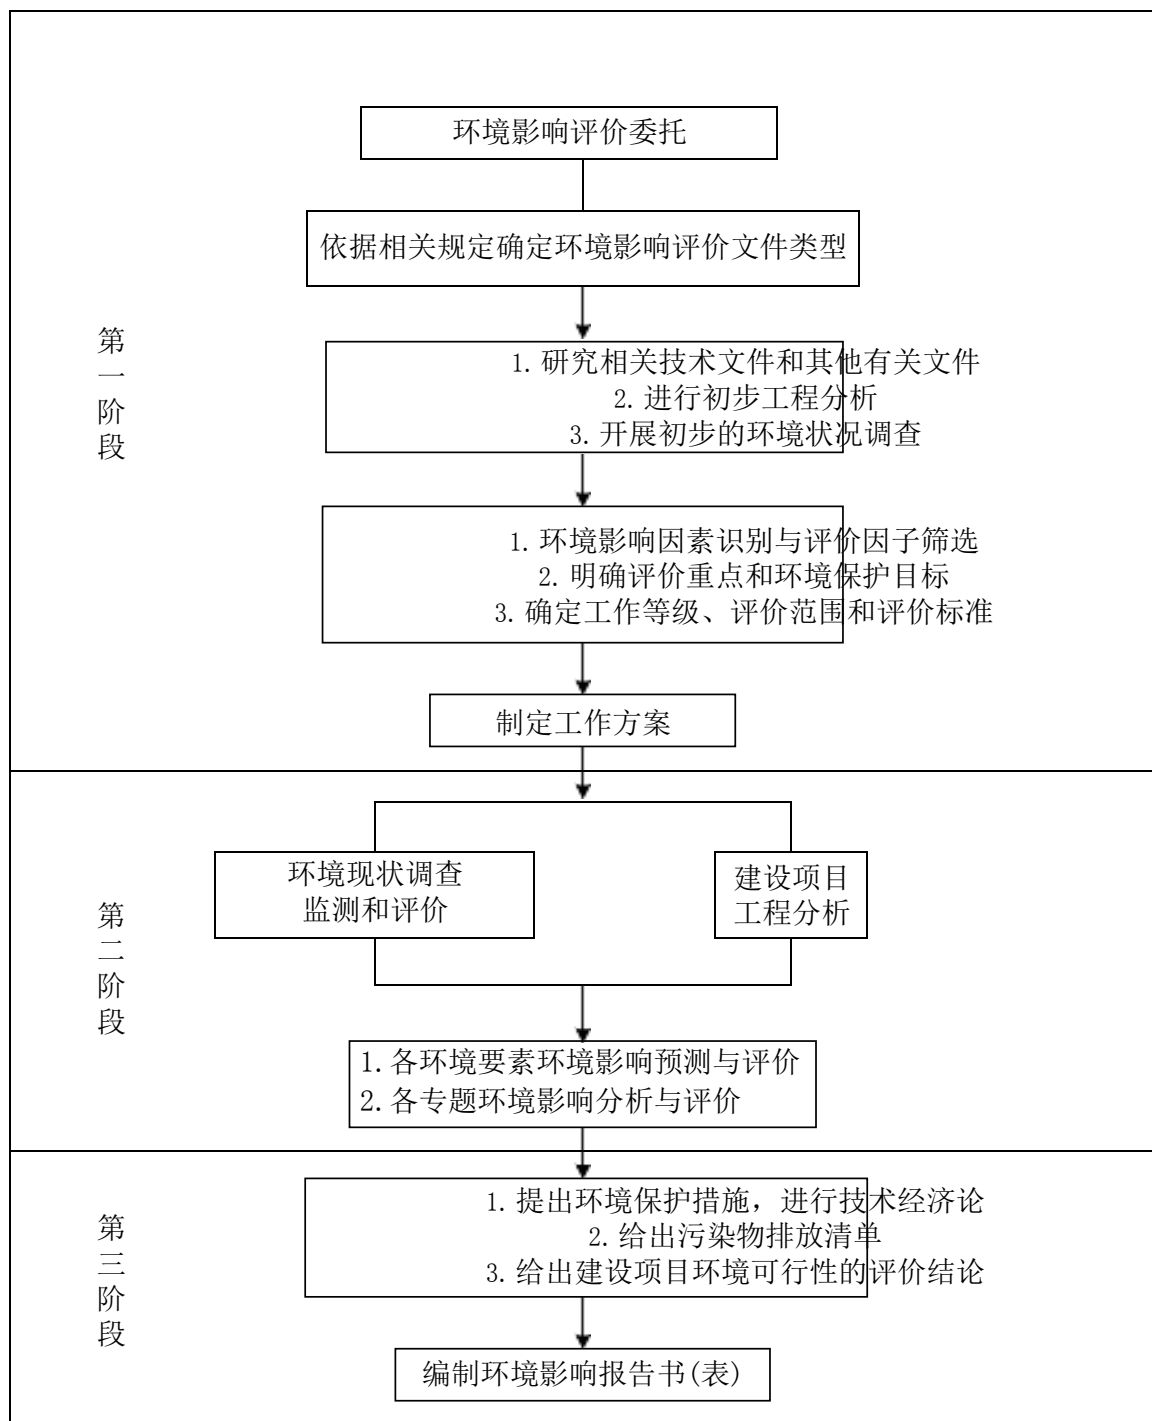 环境影响评价委托
依据相关规定确定环境影响评价文件类型
第一阶段
1. 研究相关技术文件和其他有关文件
2. 进行初步工程分析
3. 开展初步的环境状况调查
1. 环境影响因素识别与评价因子筛选
2. 明确评价重点和环境保护目标
3. 确定工作等级、评价范围和评价标准
制定工作方案
第二阶段
环境现状调查
监测和评价
建设项目
工程分析
1. 各环境要素环境影响预测与评价
2. 各专题环境影响分析与评价
第三阶段
1. 提出环境保护措施，进行技术经济论
2. 给出污染物排放清单
3. 给出建设项目环境可行性的评价结论
编制环境影响报告书(表)